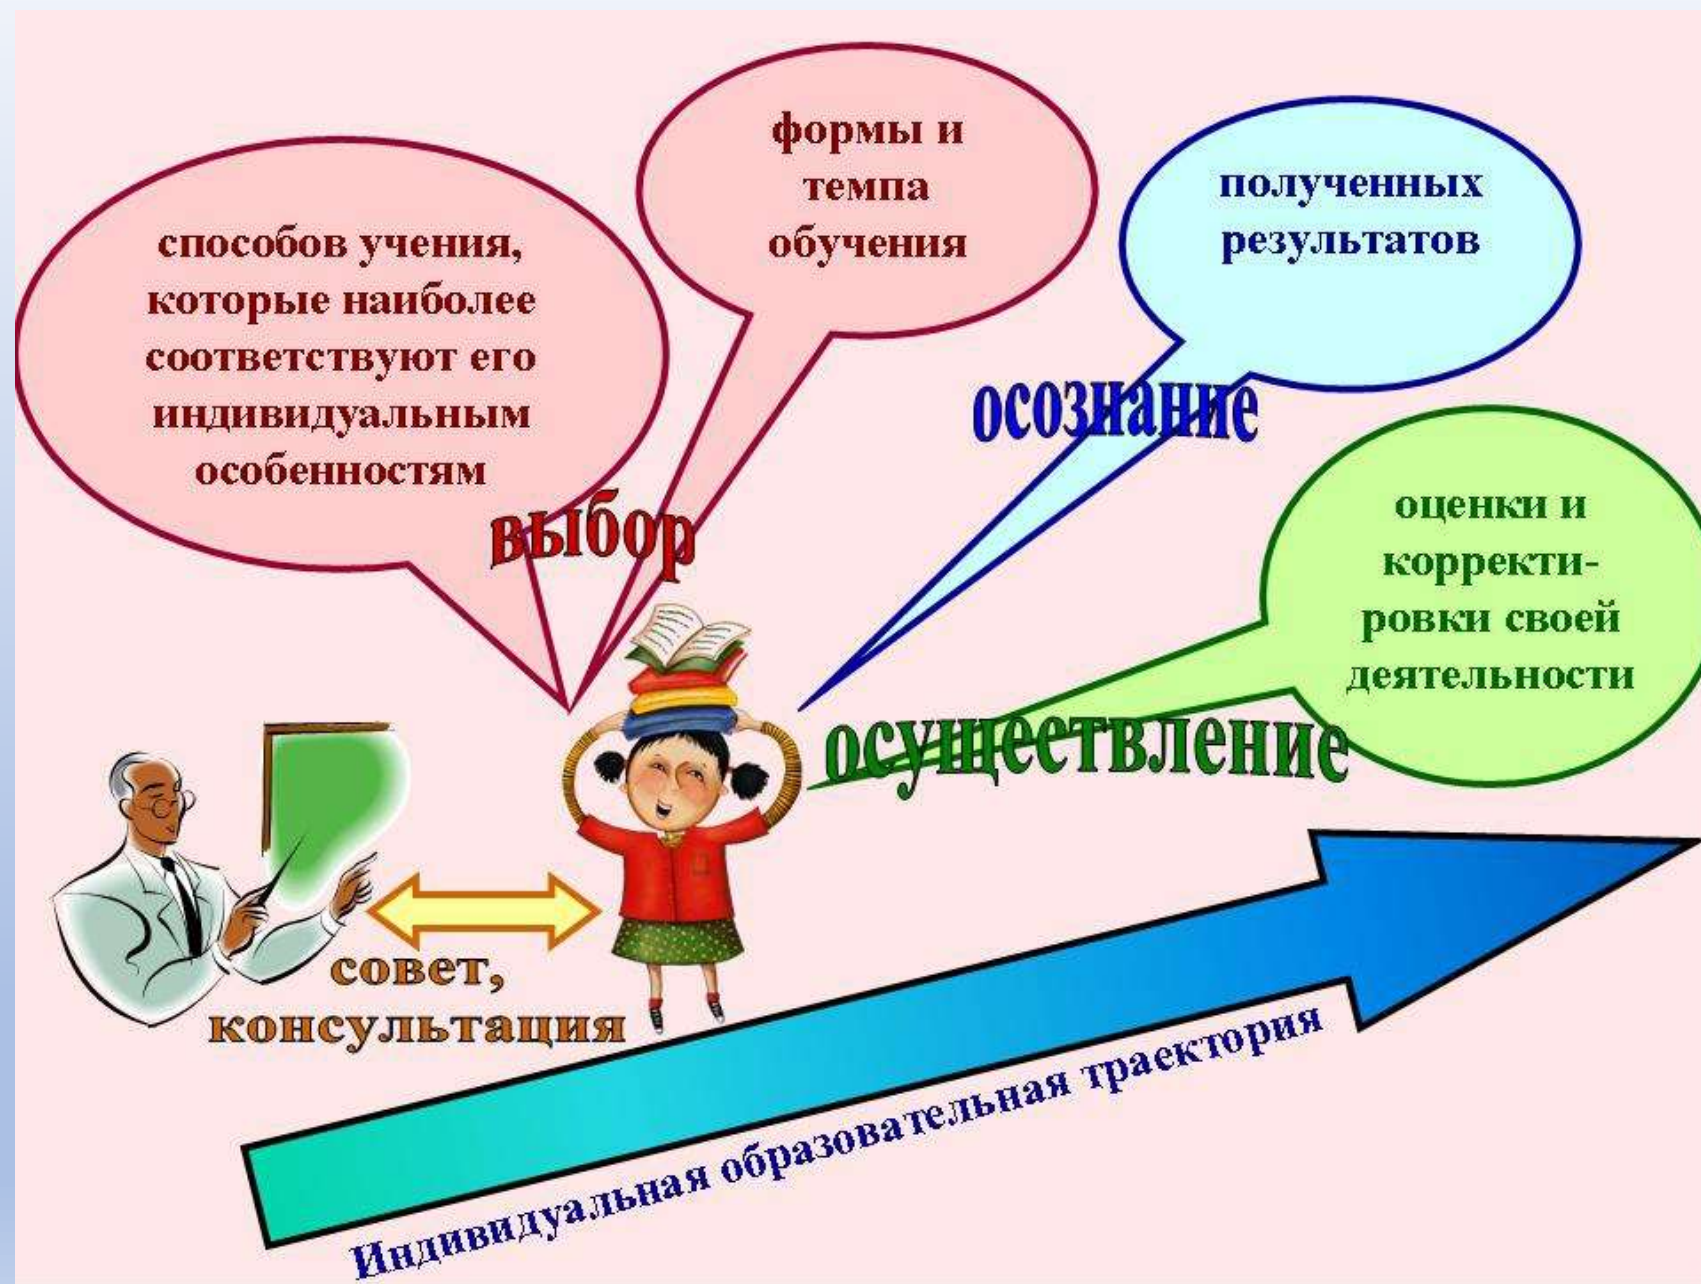 способов учения,
которые наиболее
соответствуют его
индивидуальным
особенностям
формы и
темпа
обучения
выбор
полученных
результатов
осознание
оценки и
коррективи-
ровки своей
деятельности
осуществление
совет,
консультация
Индивидуальная образовательная траектория